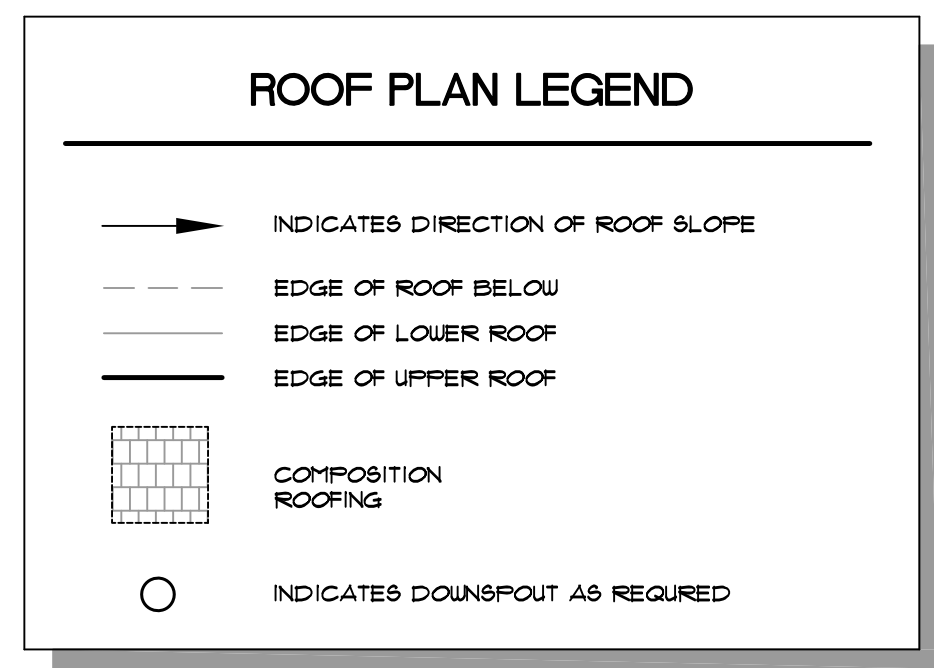 ROOF PLAN LEGEND
INDICATES DIRECTION OF ROOF SLOPE
EDGE OF ROOF BELOW
EDGE OF LOWER ROOF
EDGE OF UPPER ROOF
COMPOSITION
ROOFING
INDICATES DOWNSPOUT AS REQURED